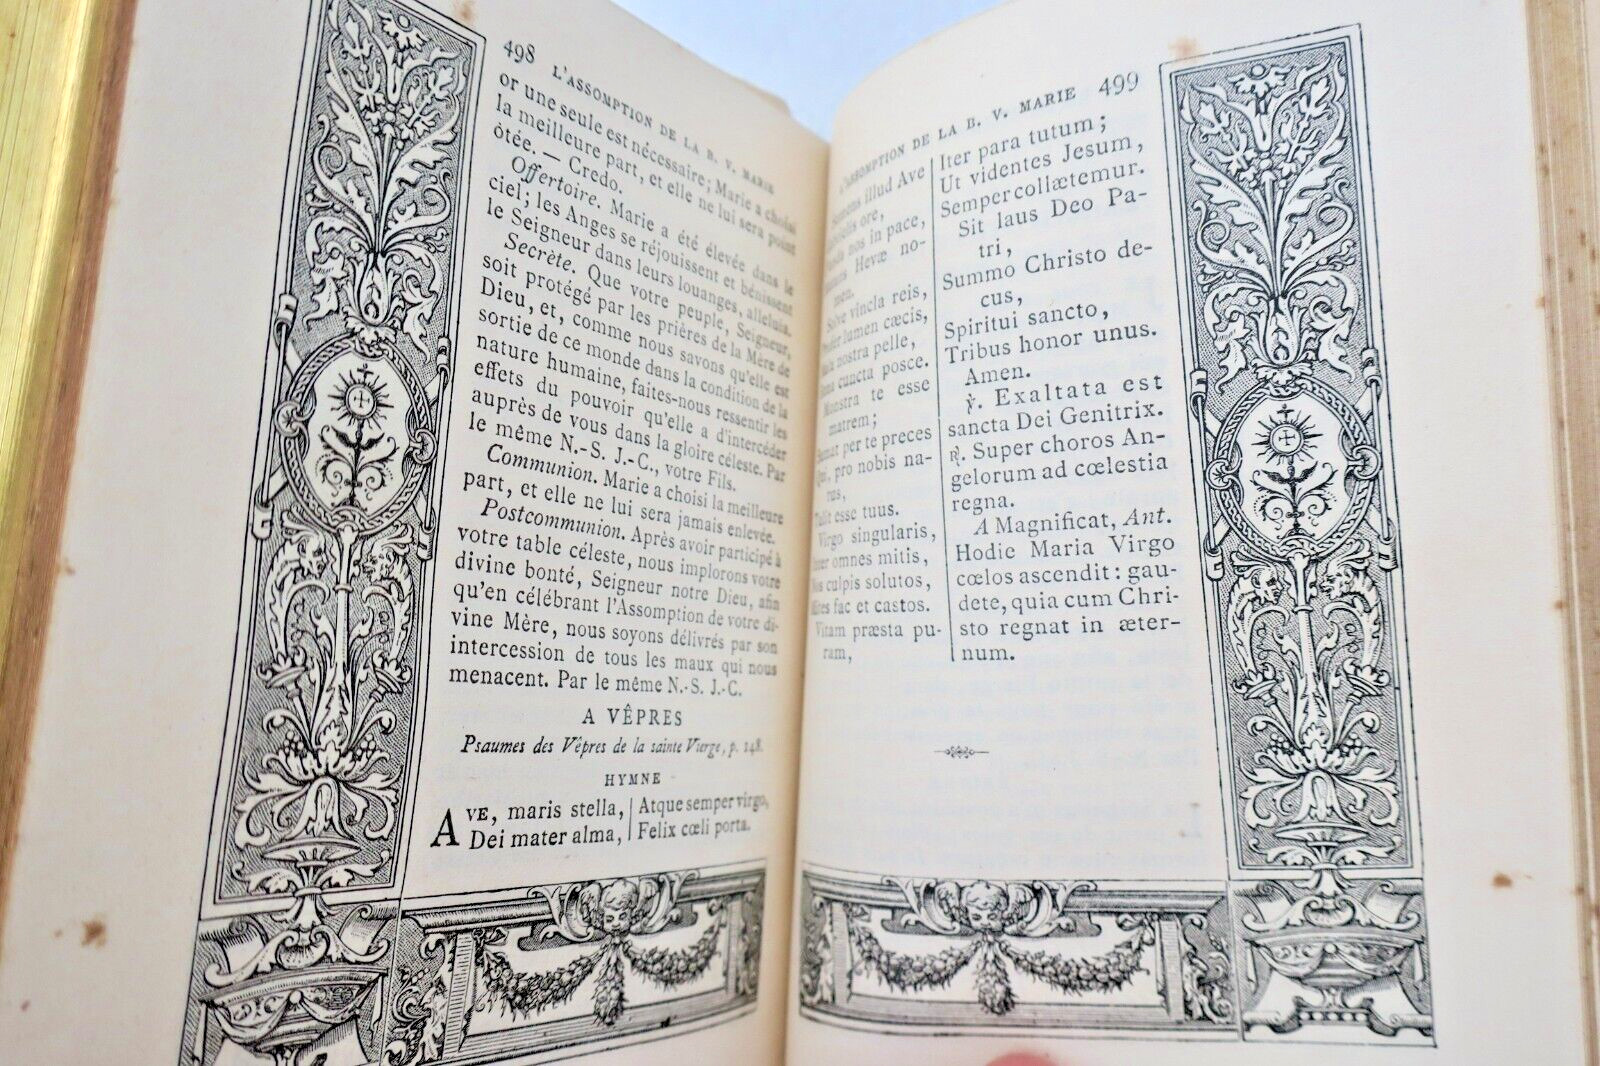 498 L'ASSOMPTION DE LA B. V. MARIE
or une seule est nécessaire; Marie a choisi
la meilleure part, et elle ne lui sera point
ôtée. — Credo.
Offertoire. Marie a été élevée dans le
ciel; les Anges se réjouissent et bénissent
le Seigneur dans leurs louanges, alleluia.
Secrète. Que votre peuple, Seigneur,
soit protégé par les prières de la Mère de
Dieu, et, comme nous savons qu'elle est
sortie de ce monde dans la condition de la
nature humaine, faites-nous ressentir les
effets du pouvoir qu'elle a d'intercéder
auprès de vous dans la gloire céleste. Par
le même N.-S. J.-C., votre Fils.
Communion. Marie a choisi la meilleure
part, et elle ne lui sera jamais enlevée.
Postcommunion. Après avoir participé à
votre table céleste, nous implorons votre
divine bonté, Seigneur notre Dieu, afin
qu'en célébrant l'Assomption de votre di-
vine Mère, nous soyons délivrés par son
intercession de tous les maux qui nous
menacent. Par le même N.-S. J.-C.
A VÊPRES
Psaumes des Vêpres de la sainte Vierge, p. 148.
HYMNE
AVE, maris stella,
Dei mater alma,
Atque semper virgo,
Felix cœli porta.
L'ASSOMPTION DE LA B. V. MARIE 499
illud Ave
ore,
nos in pace,
Hevæ no-
men.
vincla reis,
lumen cæcis,
nostra pelle,
cuncta posce.
te esse
matrem;
per te preces
Qui, pro nobis na-
tus,
esse tuus.
Virgo singularis,
omnes mitis,
culpis solutos,
fac et castos.
Vitam præsta pu-
ram,
Iter para tutum;
Ut videntes Jesum,
Semper collætemur.
Sit laus Deo Pa-
tri,
Summo Christo de-
cus,
Spiritui sancto,
Tribus honor unus.
Amen.
℣. Exaltata est
sancta Dei Genitrix.
℟. Super choros An-
gelorum ad cœlestia
regna.
A Magnificat, Ant.
Hodie Maria Virgo
cœlos ascendit : gau-
dete, quia cum Chri-
sto regnat in æter-
num.